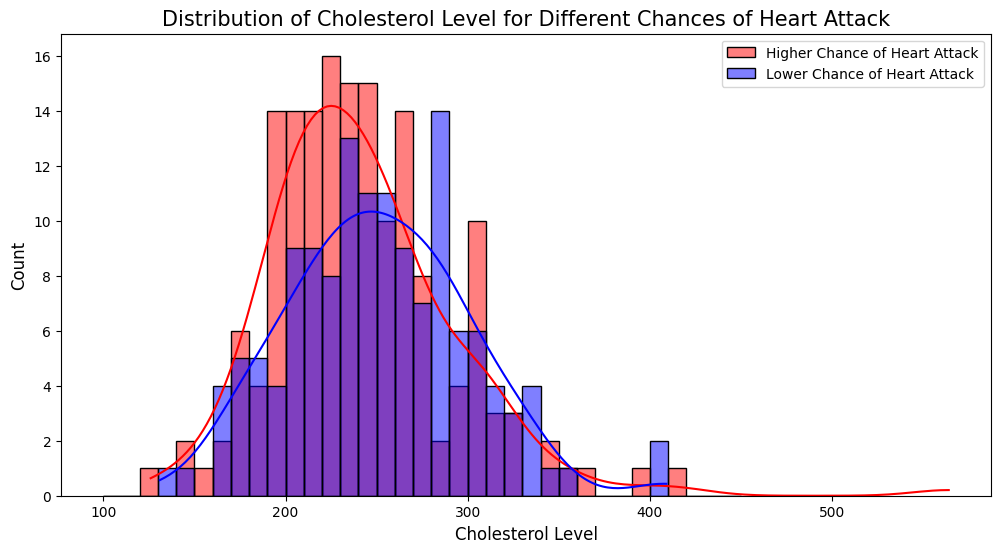 Distribution of Cholesterol Level for Different Chances of Heart Attack
Higher Chance of Heart Attack
Lower Chance of Heart Attack
16
14
12
10
8
6
4
2
0
Count
100 200 300 400 500
Cholesterol Level